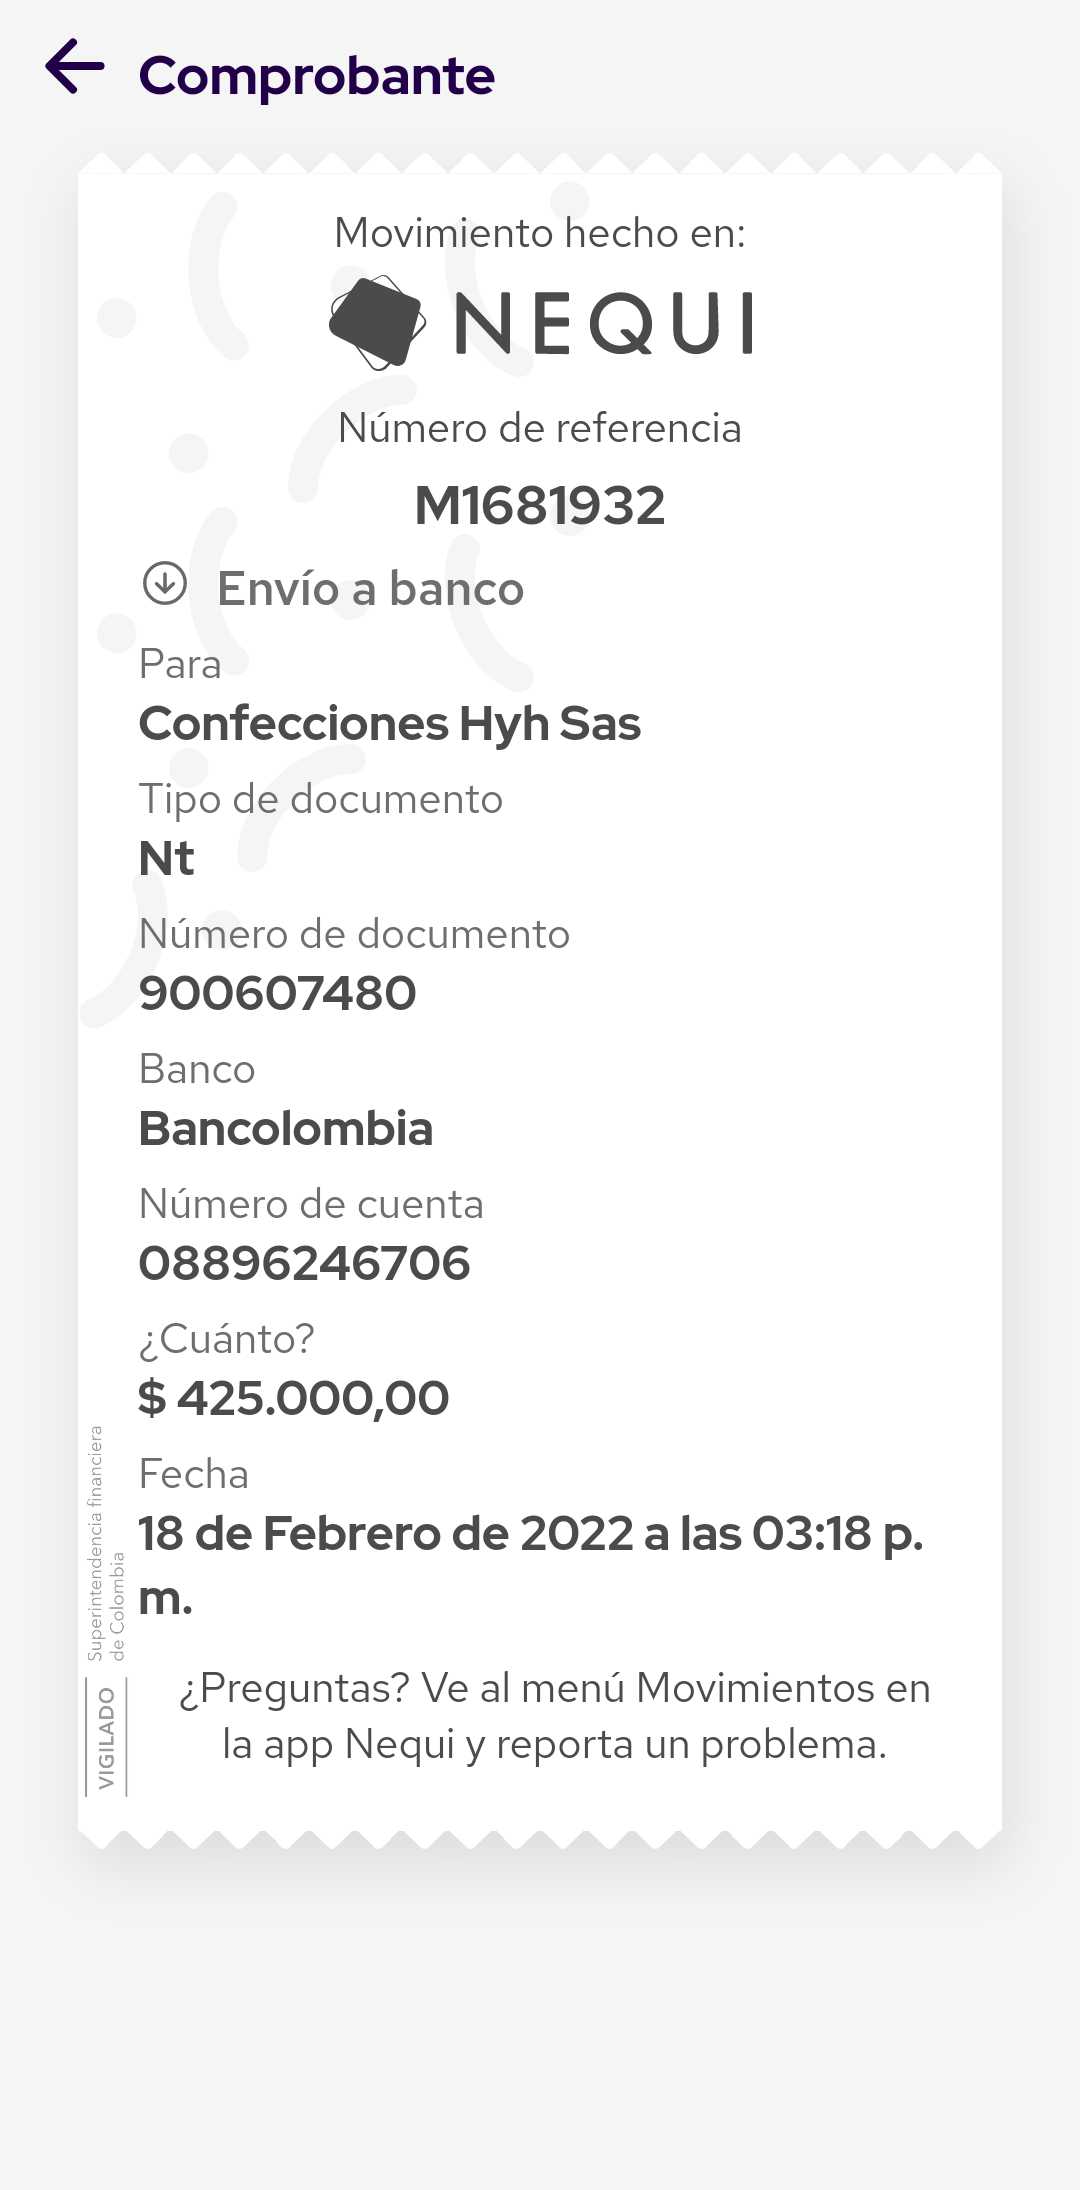 Comprobante
Movimiento hecho en:
NEQUI
Número de referencia
M1681932
Envío a banco
Para
Confecciones Hyh Sas
Tipo de documento
Nt
Número de documento
900607480
Banco
Bancolombia
Número de cuenta
08896246706
¿Cuánto?
$ 425.000,00
Fecha
18 de Febrero de 2022 a las 03:18 p.
m.
¿Preguntas? Ve al menú Movimientos en
la app Nequi y reporta un problema.
VIGILADO
Superintendencia financiera
de Colombia